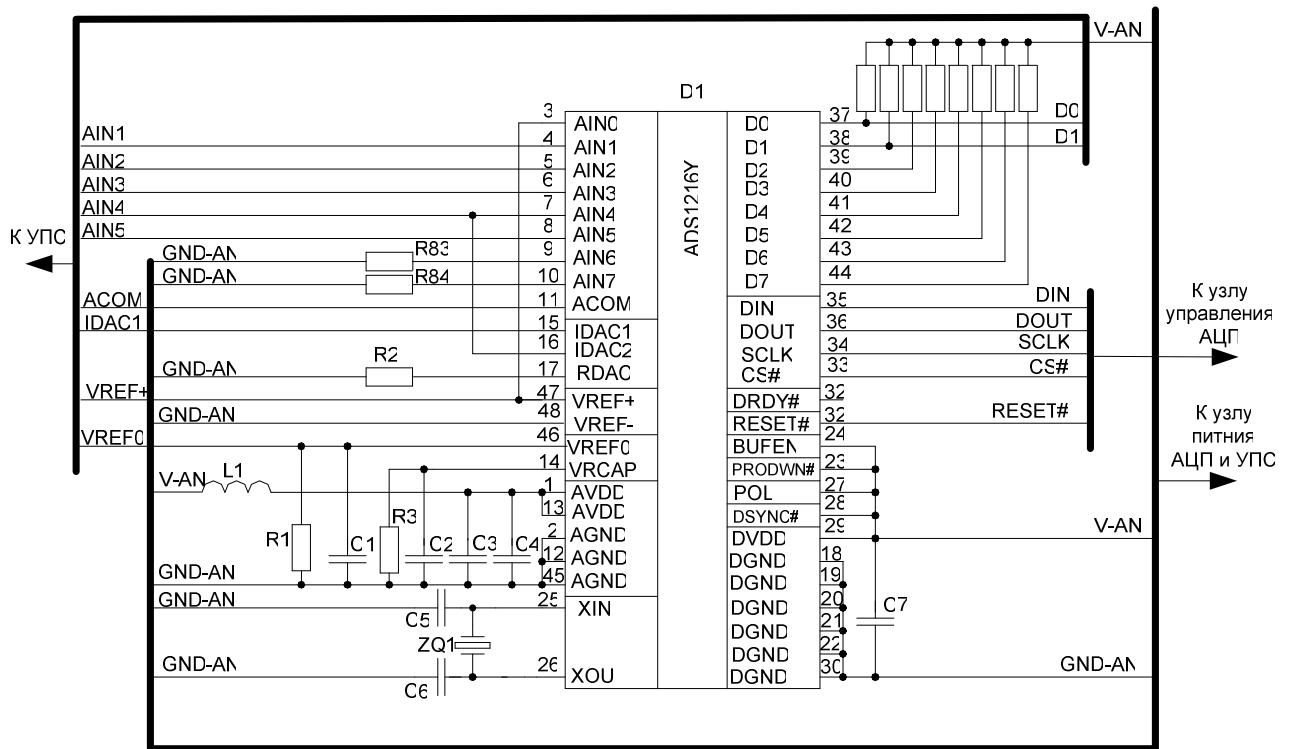 V-AN
D1
3 AIN0 D0 37 D0
AIN1 4 AIN1 D1 38 D1
AIN2 5 AIN2 D2 39
AIN3 6 AIN3 D3 40
AIN4 7 AIN4 D4 41
AIN5 8 AIN5 D5 42
К УПС
GND-AN R83 9 AIN6 D6 43
GND-AN R84 10 AIN7 D7 44
ADS1216Y
ACOM 11 ACOM DIN 35 DIN
IDAC1 15 IDAC1 DOUT 36 DOUT
16 IDAC2 SCLK 34 SCLK
GND-AN R2 17 RDAC CS# 33 CS#
К узлу
управления
АЦП
VREF+ 47 VREF+ DRDY# 32
GND-AN 48 VREF- RESET# 32 RESET#
VREF0 46 VREF0 BUFEN 24
14 VRCAP PRODWN# 23
К узлу
питния
АЦП и УПС
V-AN L1 1 AVDD POL 27
13 AVDD DSYNC# 28
R1 C1 R3 C2 C3 C4
2 AGND DVDD 29 V-AN
12 AGND DGND 18
GND-AN 45 AGND DGND 19
GND-AN C5 25 XIN DGND 20
ZQ1 DGND 21 C7
DGND 22
GND-AN C6 26 XOU DGND 30 GND-AN